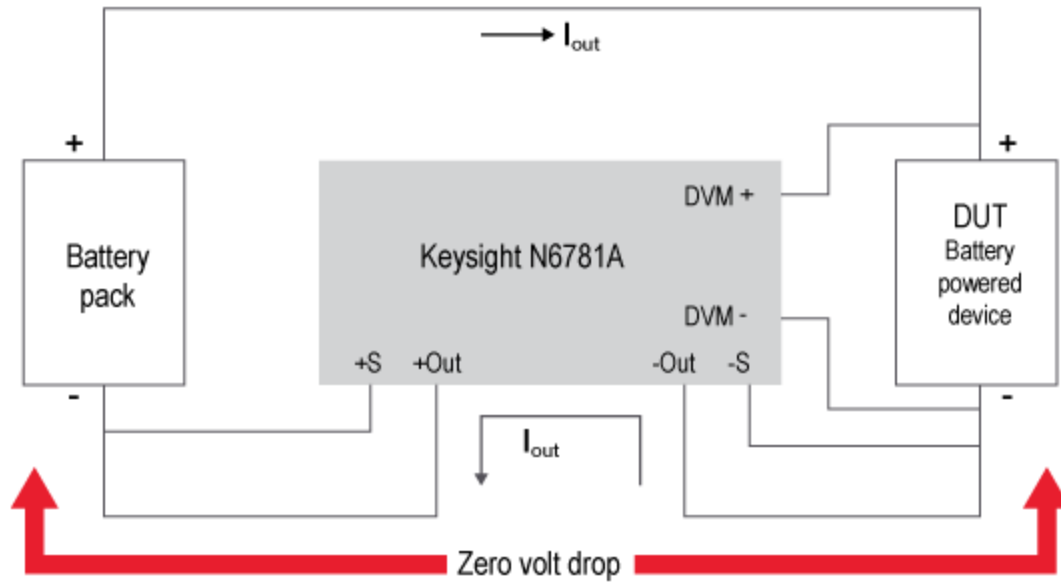 Iout
+
+
DVM +
DUT
Battery
powered
device
Battery
pack
Keysight N6781A
DVM -
+S
+Out
-Out
-S
-
-
Iout
Zero volt drop